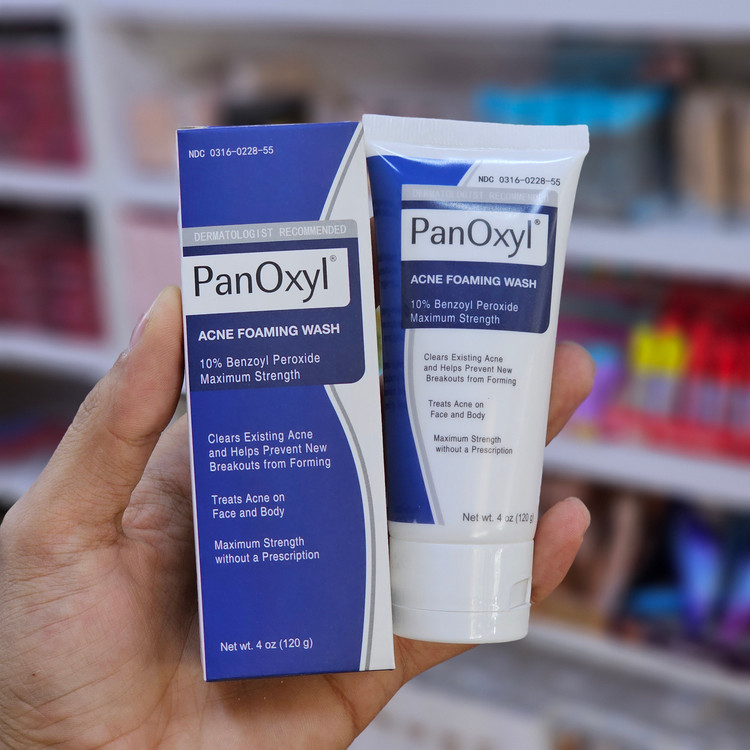 NDC 0316-0228-55
DERMATOLOGIST RECOMMENDED
PanOxyl®
ACNE FOAMING WASH
10% Benzoyl Peroxide
Maximum Strength
Clears Existing Acne
and Helps Prevent New
Breakouts from Forming
Treats Acne on
Face and Body
Maximum Strength
without a Prescription
Net wt. 4 oz (120 g)
NDC 0316-0228-55
DERMATOLOGIST RECOMMENDED
PanOxyl®
ACNE FOAMING WASH
10% Benzoyl Peroxide
Maximum Strength
Clears Existing Acne
and Helps Prevent New
Breakouts from Forming
Treats Acne on
Face and Body
Maximum Strength
without a Prescription
Net wt. 4 oz (120 g)